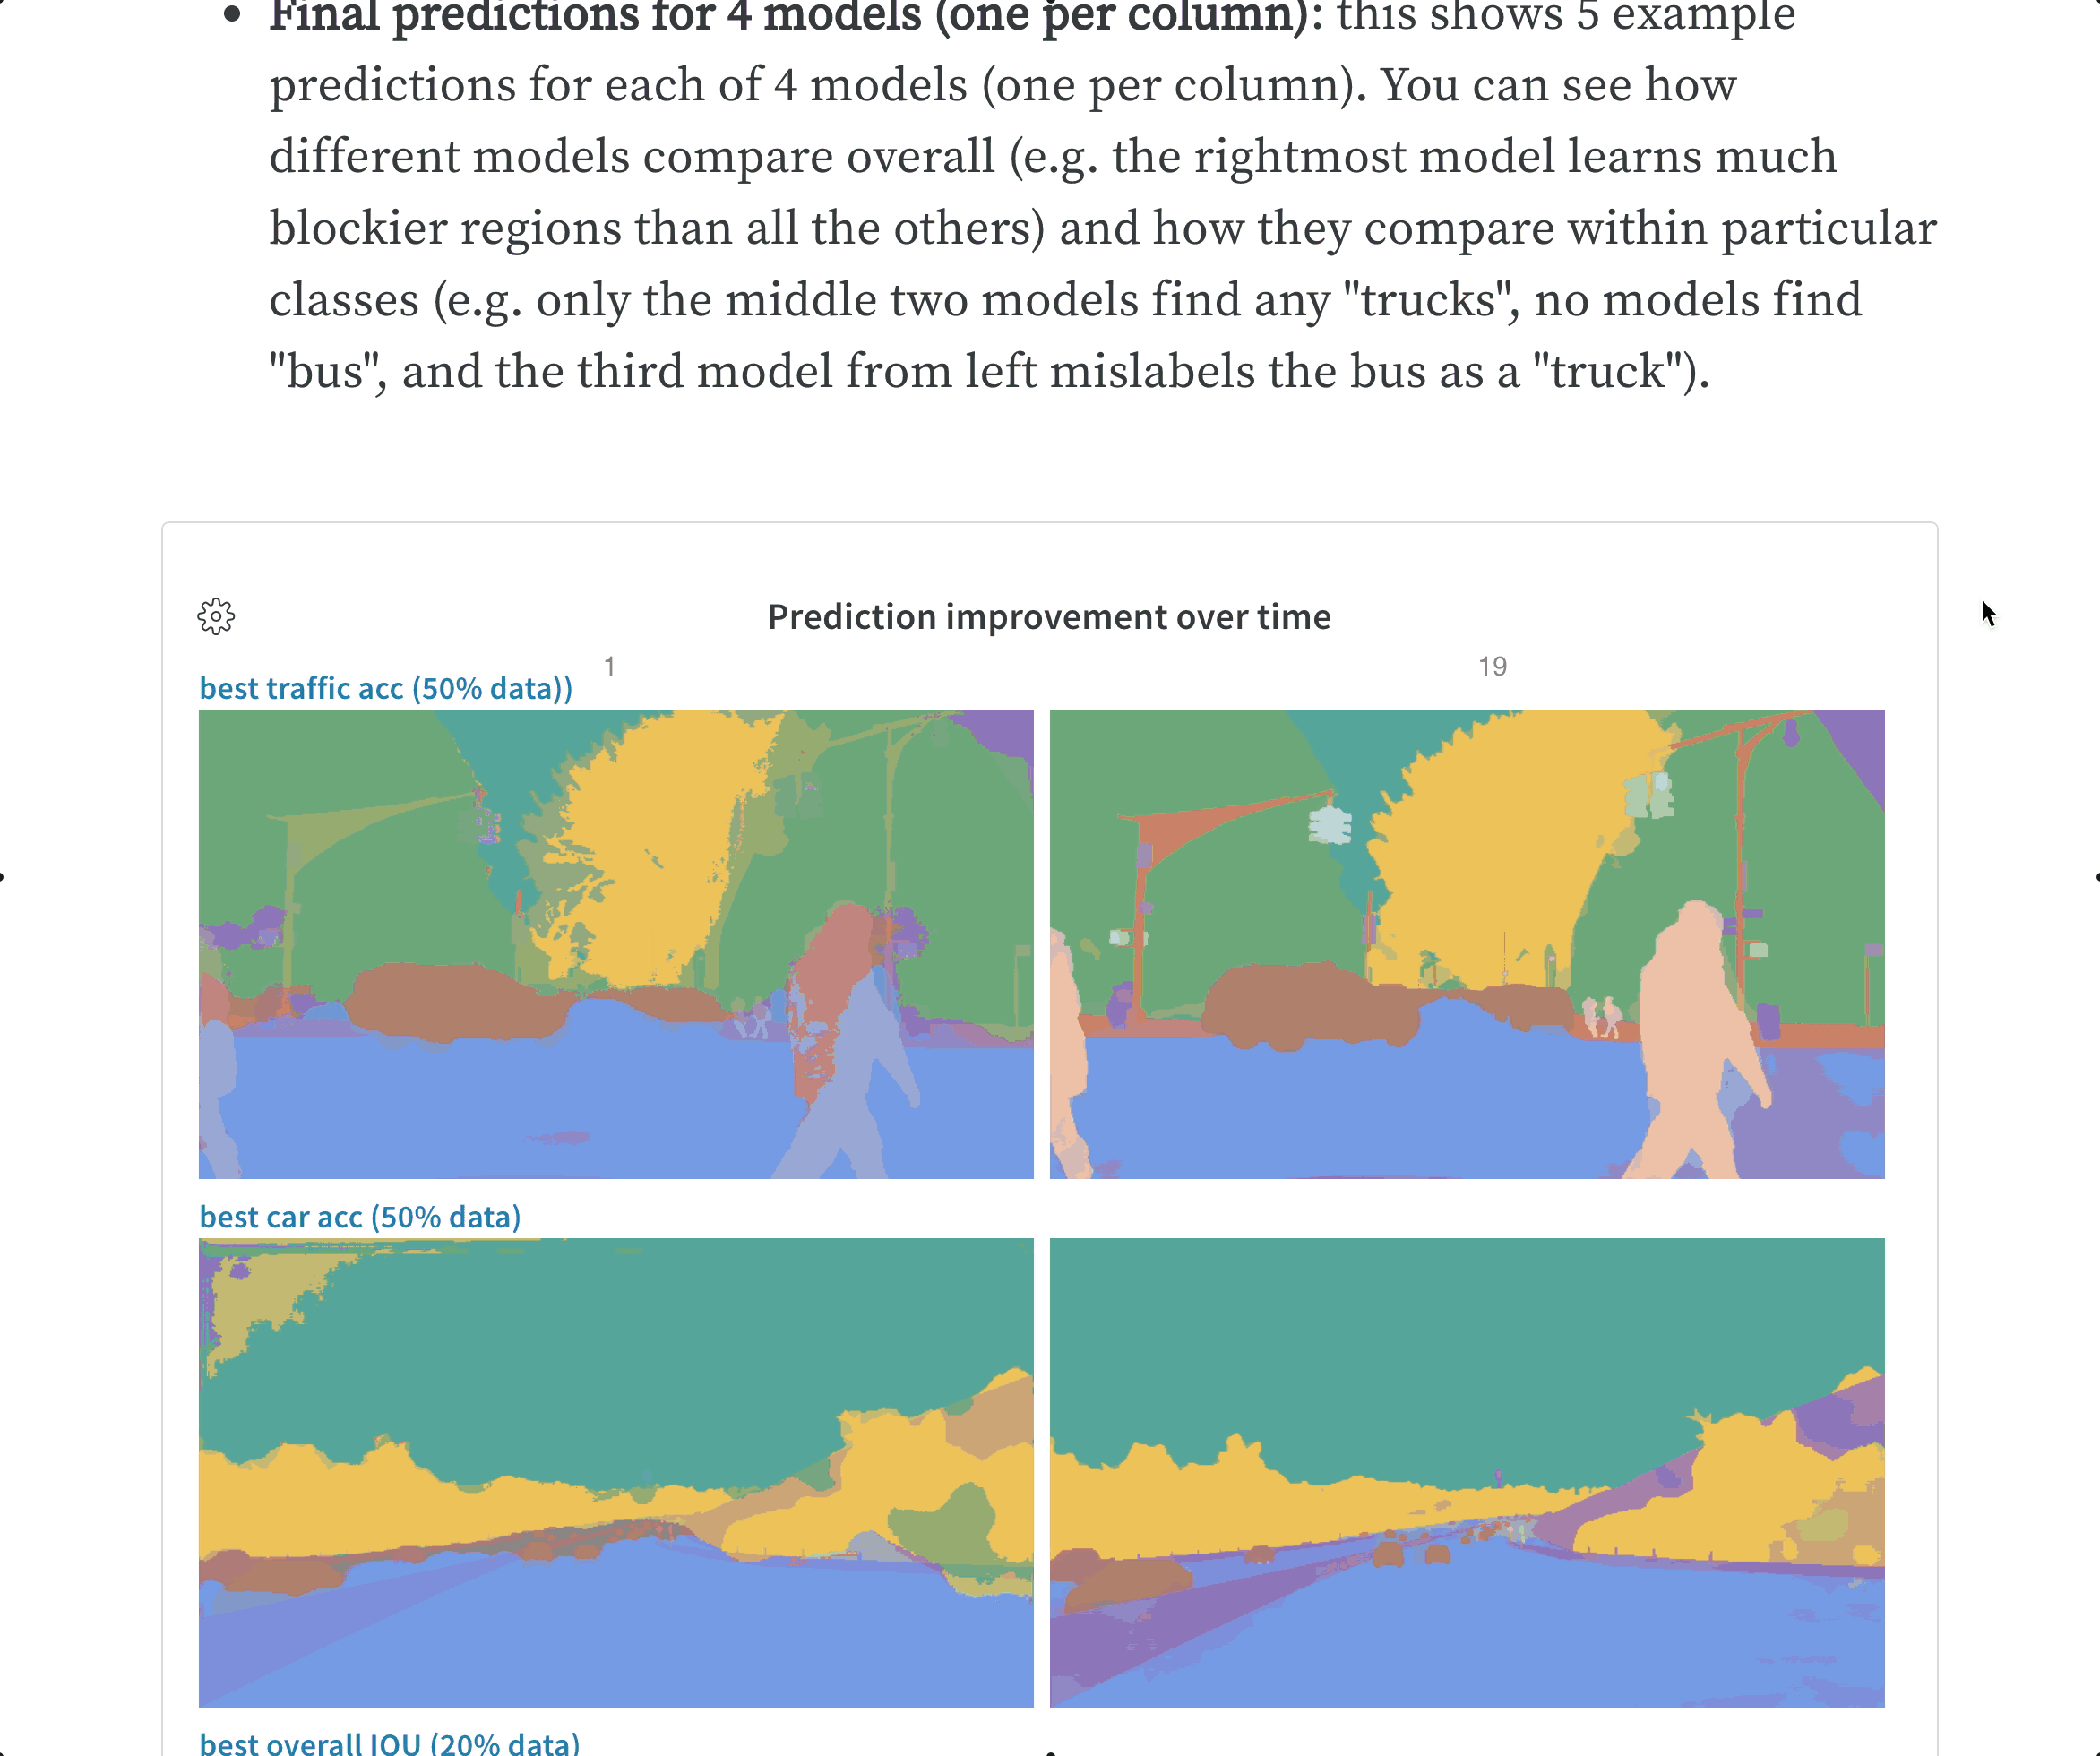 • Final predictions for 4 models (one per column): this shows 5 example
predictions for each of 4 models (one per column). You can see how
different models compare overall (e.g. the rightmost model learns much
blockier regions than all the others) and how they compare within particular
classes (e.g. only the middle two models find any "trucks", no models find
"bus", and the third model from left mislabels the bus as a "truck").
Prediction improvement over time
1 19
best traffic acc (50% data))
best car acc (50% data)
best overall IOU (20% data)